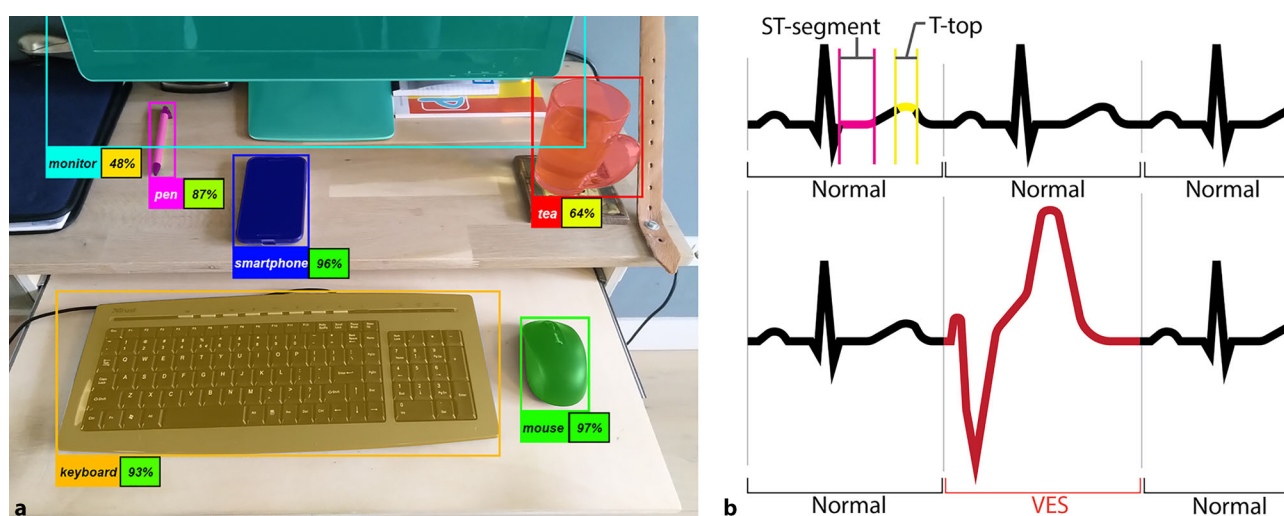 monitor 48%
pen 87%
tea 64%
smartphone 96%
keyboard 93%
mouse 97%
a
ST-segment T-top
Normal Normal Normal
Normal VES Normal
b